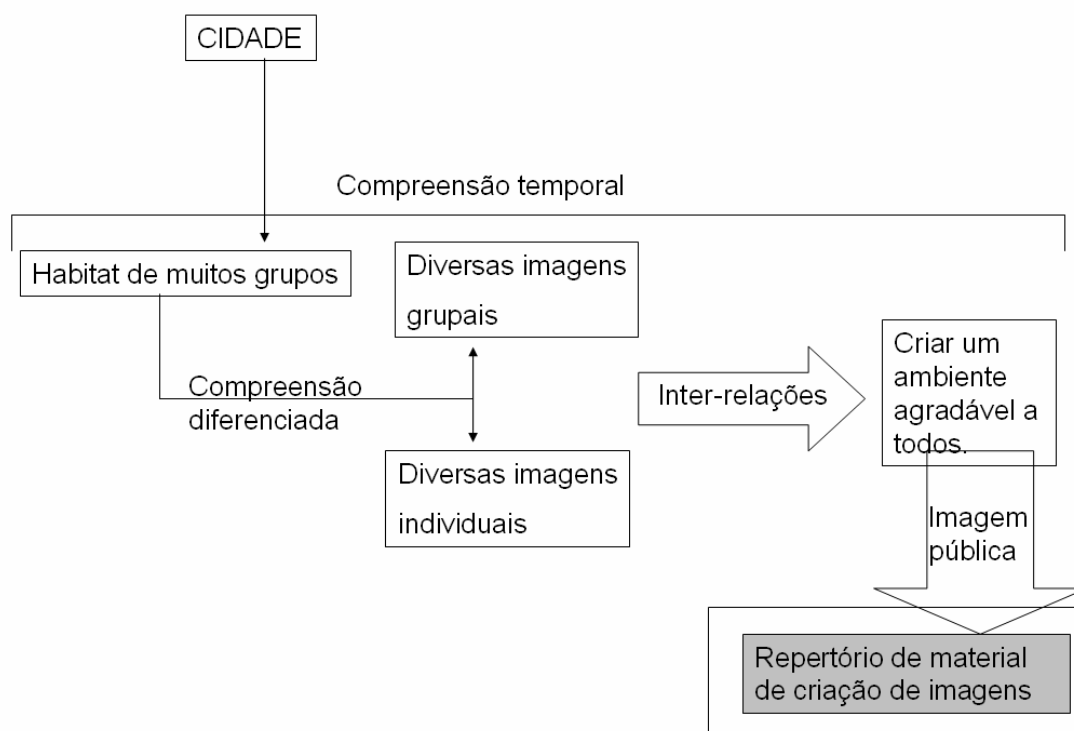 CIDADE
Compreensão temporal
Habitat de muitos grupos
Diversas imagens
grupais
Compreensão
diferenciada
Diversas imagens
individuais
Inter-relações
Criar um
ambiente
agradável a
todos.
Imagem
pública
Repertório de material
de criação de imagens